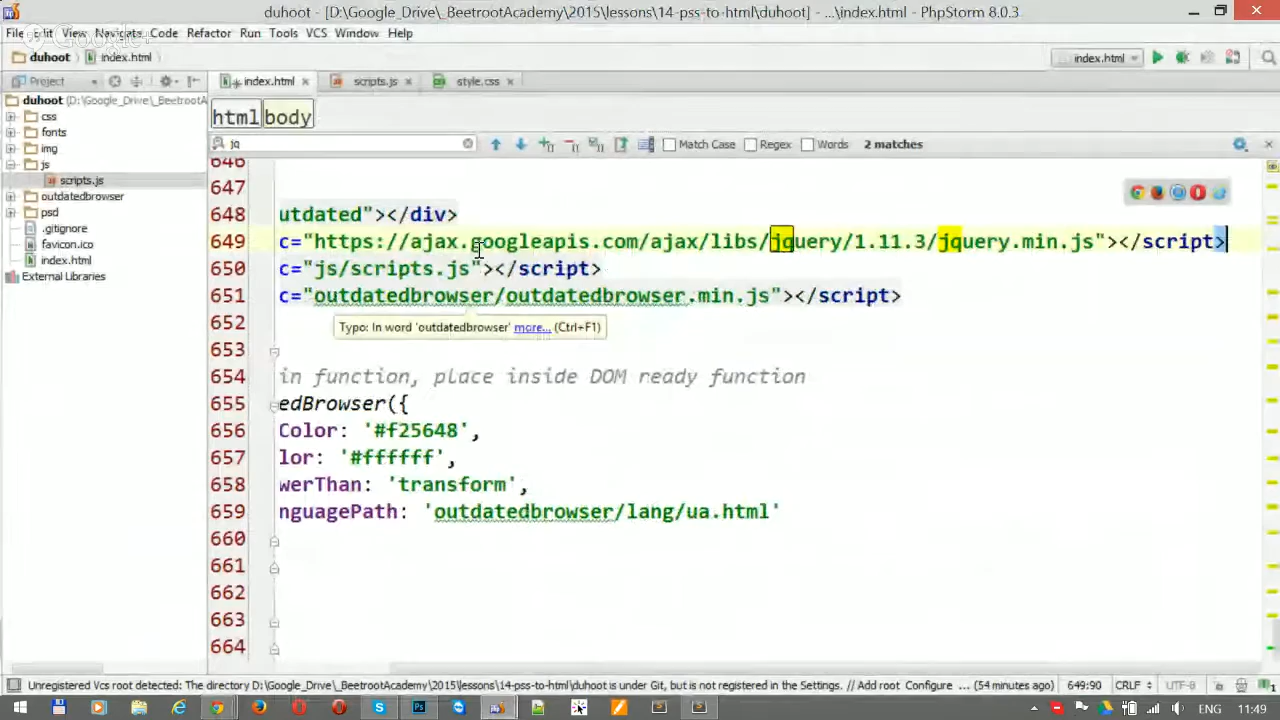 duhoot - [D:\Google_Drive\_BeetrootAcademy\2015\lessons\14-pss-to-html\duhoot] - ...\index.html - PhpStorm 8.0.3
File Edit View Navigate Code Refactor Run Tools VCS Window Help
duhoot index.html index.html
Project index.html scripts.js style.css
duhoot (D:\Google_Drive\_BeetrootA
css
html body
fonts
jq Match Case Regex Words 2 matches
img
js
scripts.js
outdatedbrowser
psd
.gitignore
favicon.ico
index.html
External Libraries
646
647
648 utdated"></div>
649 c="https://ajax.googleapis.com/ajax/libs/jquery/1.11.3/jquery.min.js"></script>
650 c="js/scripts.js"></script>
651 c="outdatedbrowser/outdatedbrowser.min.js"></script>
652
Typo: In word 'outdatedbrowser' more... (Ctrl+F1)
653
654 in function, place inside DOM ready function
655 edBrowser({
656 Color: '#f25648',
657 lor: '#ffffff',
658 werThan: 'transform',
659 nguagePath: 'outdatedbrowser/lang/ua.html'
660
661
662
663
664
Unregistered Vcs root detected: The directory D:\Google_Drive\_BeetrootAcademy\2015\lessons\14-pss-to-html\duhoot is under Git, but is not registered in the Settings. // Add root Configure ... (54 minutes ago) 649:90 CRLF UTF-8
ENG 11:49